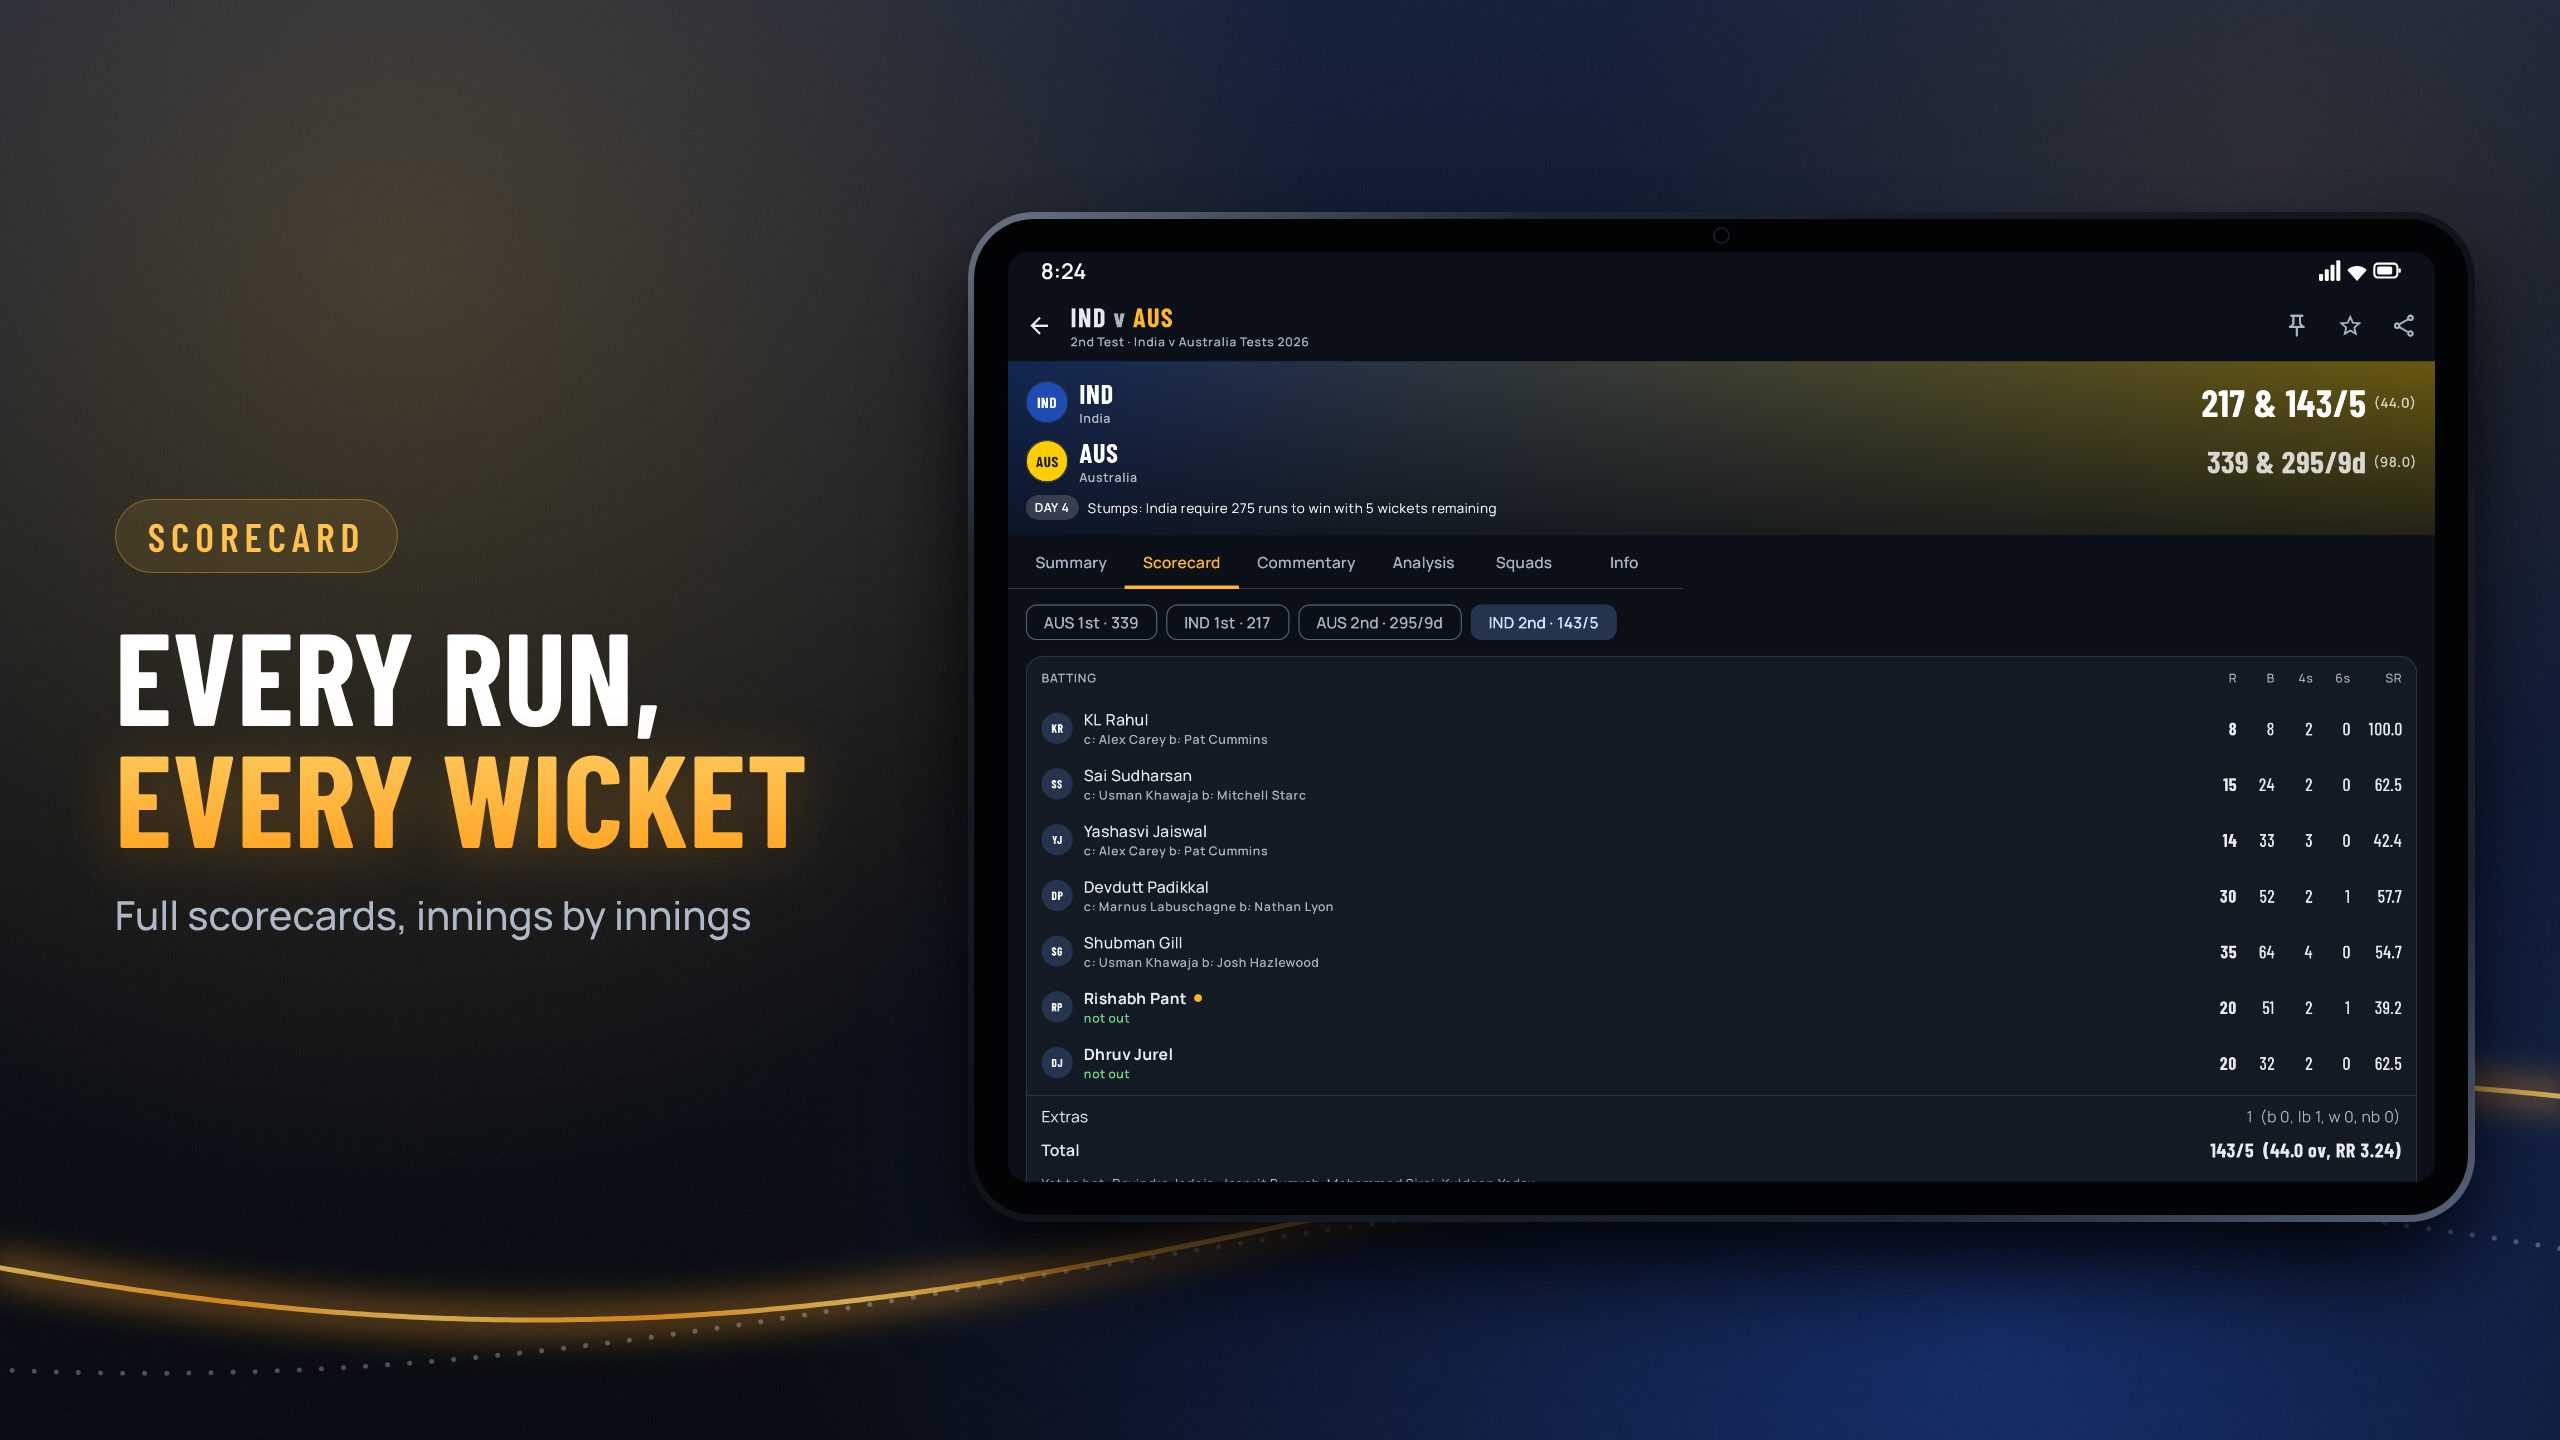 SCORECARD
EVERY RUN,
EVERY WICKET
Full scorecards, innings by innings
8:24
IND v AUS
2nd Test · India v Australia Tests 2026
IND IND 217 & 143/5 (44.0)
India
AUS AUS 339 & 295/9d (98.0)
Australia
DAY 4 Stumps: India require 275 runs to win with 5 wickets remaining
Summary Scorecard Commentary Analysis Squads Info
AUS 1st · 339 IND 1st · 217 AUS 2nd · 295/9d IND 2nd · 143/5
BATTING R B 4s 6s SR
KR KL Rahul 8 8 2 0 100.0
c: Alex Carey b: Pat Cummins
SS Sai Sudharsan 15 24 2 0 62.5
c: Usman Khawaja b: Mitchell Starc
YJ Yashasvi Jaiswal 14 33 3 0 42.4
c: Alex Carey b: Pat Cummins
DP Devdutt Padikkal 30 52 2 1 57.7
c: Marnus Labuschagne b: Nathan Lyon
SG Shubman Gill 35 64 4 0 54.7
c: Usman Khawaja b: Josh Hazlewood
RP Rishabh Pant 20 51 2 1 39.2
not out
DJ Dhruv Jurel 20 32 2 0 62.5
not out
Extras 1 (b 0, lb 1, w 0, nb 0)
Total 143/5 (44.0 ov, RR 3.24)